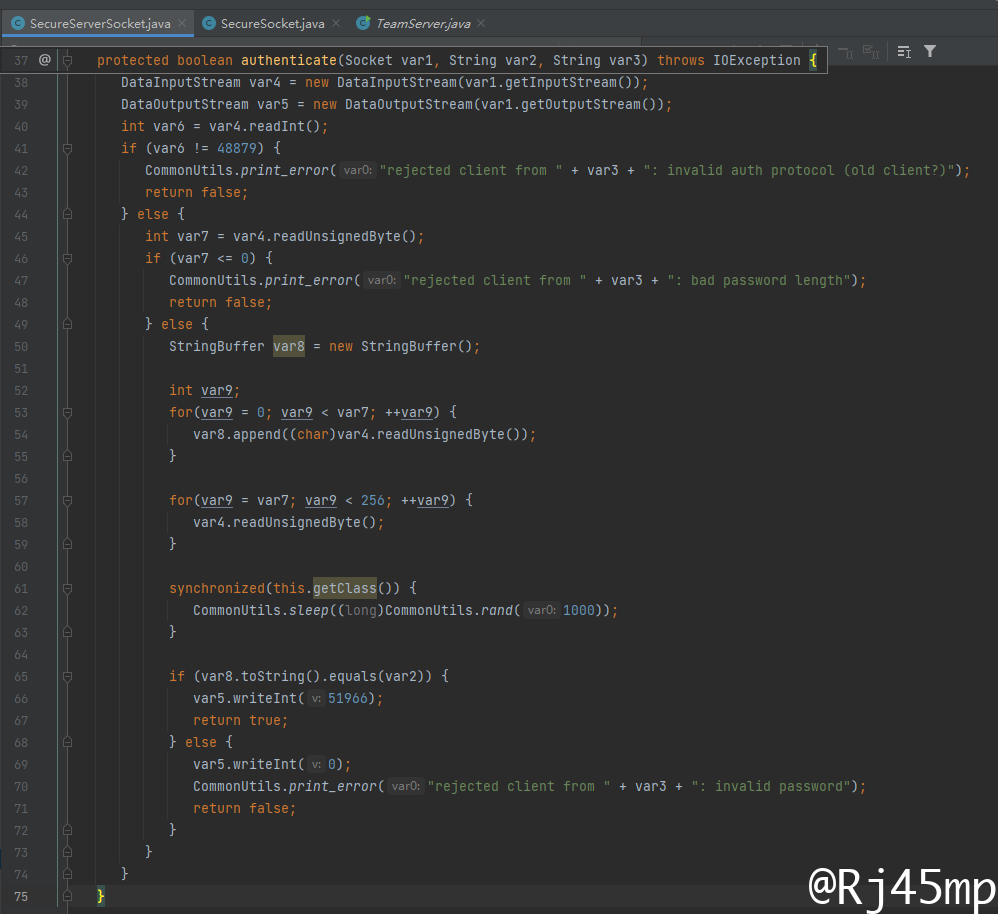 SecureServerSocket.java SecureSocket.java TeamServer.java
37 @ protected boolean authenticate(Socket var1, String var2, String var3) throws IOException {
38 DataInputStream var4 = new DataInputStream(var1.getInputStream());
39 DataOutputStream var5 = new DataOutputStream(var1.getOutputStream());
40 int var6 = var4.readInt();
41 if (var6 != 48879) {
42 CommonUtils.print_error( var0: "rejected client from " + var3 + ": invalid auth protocol (old client?)");
43 return false;
44 } else {
45 int var7 = var4.readUnsignedByte();
46 if (var7 <= 0) {
47 CommonUtils.print_error( var0: "rejected client from " + var3 + ": bad password length");
48 return false;
49 } else {
50 StringBuffer var8 = new StringBuffer();
51
52 int var9;
53 for(var9 = 0; var9 < var7; ++var9) {
54 var8.append((char)var4.readUnsignedByte());
55 }
56
57 for(var9 = var7; var9 < 256; ++var9) {
58 var4.readUnsignedByte();
59 }
60
61 synchronized(this.getClass()) {
62 CommonUtils.sleep((long)CommonUtils.rand( var0: 1000));
63 }
64
65 if (var8.toString().equals(var2)) {
66 var5.writeInt( v: 51966);
67 return true;
68 } else {
69 var5.writeInt( v: 0);
70 CommonUtils.print_error( var0: "rejected client from " + var3 + ": invalid password");
71 return false;
72 }
73 }
74 }
75 }
@Rj45mp